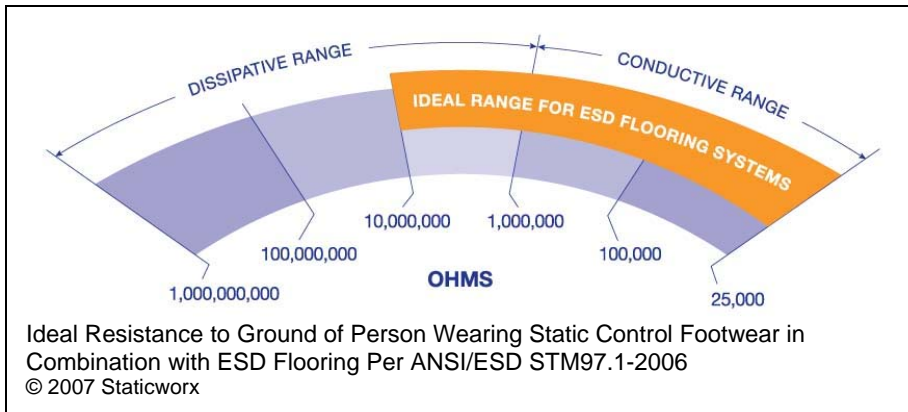 DISSIPATIVE RANGE
CONDUCTIVE RANGE
IDEAL RANGE FOR ESD FLOORING SYSTEMS
1,000,000,000
100,000,000
10,000,000
1,000,000
100,000
25,000
OHMS
Ideal Resistance to Ground of Person Wearing Static Control Footwear in
Combination with ESD Flooring Per ANSI/ESD STM97.1-2006
© 2007 Staticworx